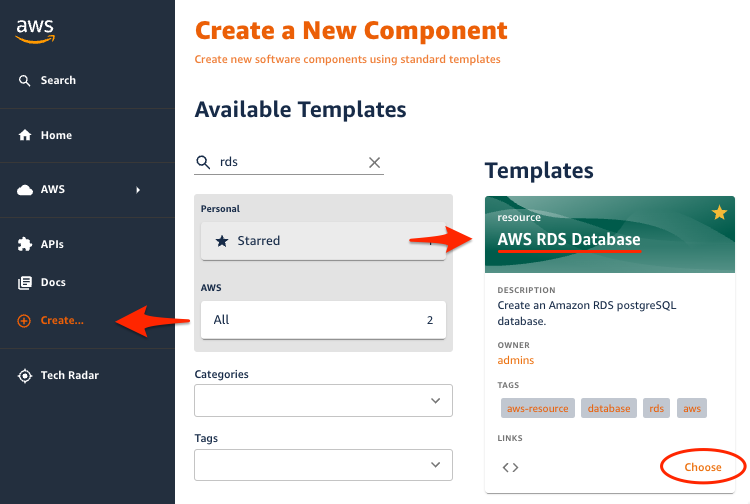 aws
Search
Home
AWS
APIs
Docs
Create...
Tech Radar
Create a New Component
Create new software components using standard templates
Available Templates
rds
Personal
Starred
AWS
All 2
Categories
Tags
Templates
resource
AWS RDS Database
DESCRIPTION
Create an Amazon RDS postgreSQL
database.
OWNER
admins
TAGS
aws-resource database rds aws
LINKS
Choose